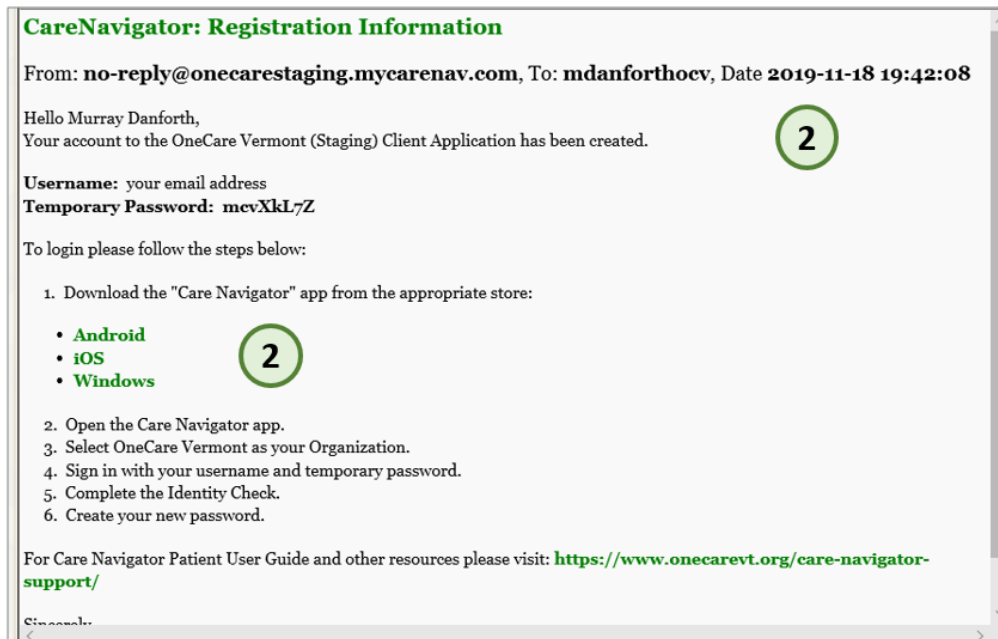 CareNavigator: Registration Information
From: no-reply@onecarestaging.mycarenav.com, To: mdanforthocv, Date 2019-11-18 19:42:08
Hello Murray Danforth,
Your account to the OneCare Vermont (Staging) Client Application has been created.
2
Username: your email address
Temporary Password: mcvXkL7Z
To login please follow the steps below:
1. Download the "Care Navigator" app from the appropriate store:
• Android
• iOS
• Windows
2
2. Open the Care Navigator app.
3. Select OneCare Vermont as your Organization.
4. Sign in with your username and temporary password.
5. Complete the Identity Check.
6. Create your new password.
For Care Navigator Patient User Guide and other resources please visit: https://www.onecarevt.org/care-navigator-
support/
Sincerely